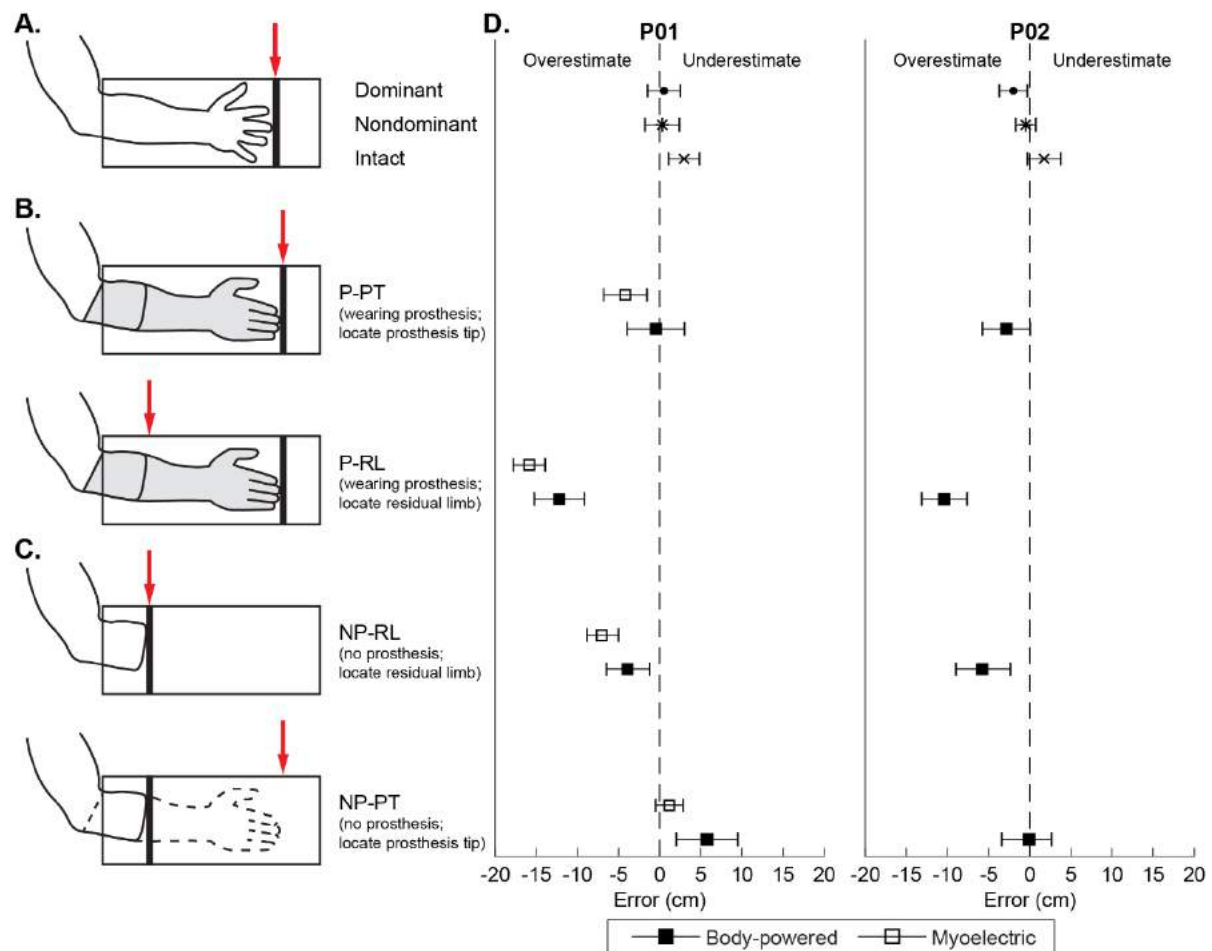 A.
D.
P01
P02
Overestimate
Underestimate
Overestimate
Underestimate
Dominant
Nondominant
Intact
B.
P-PT
(wearing prosthesis;
locate prosthesis tip)
P-RL
(wearing prosthesis;
locate residual limb)
C.
NP-RL
(no prosthesis;
locate residual limb)
NP-PT
(no prosthesis;
locate prosthesis tip)
-20 -15 -10 -5 0 5 10 15 20
-20 -15 -10 -5 0 5 10 15 20
Error (cm)
Error (cm)
Body-powered
Myoelectric